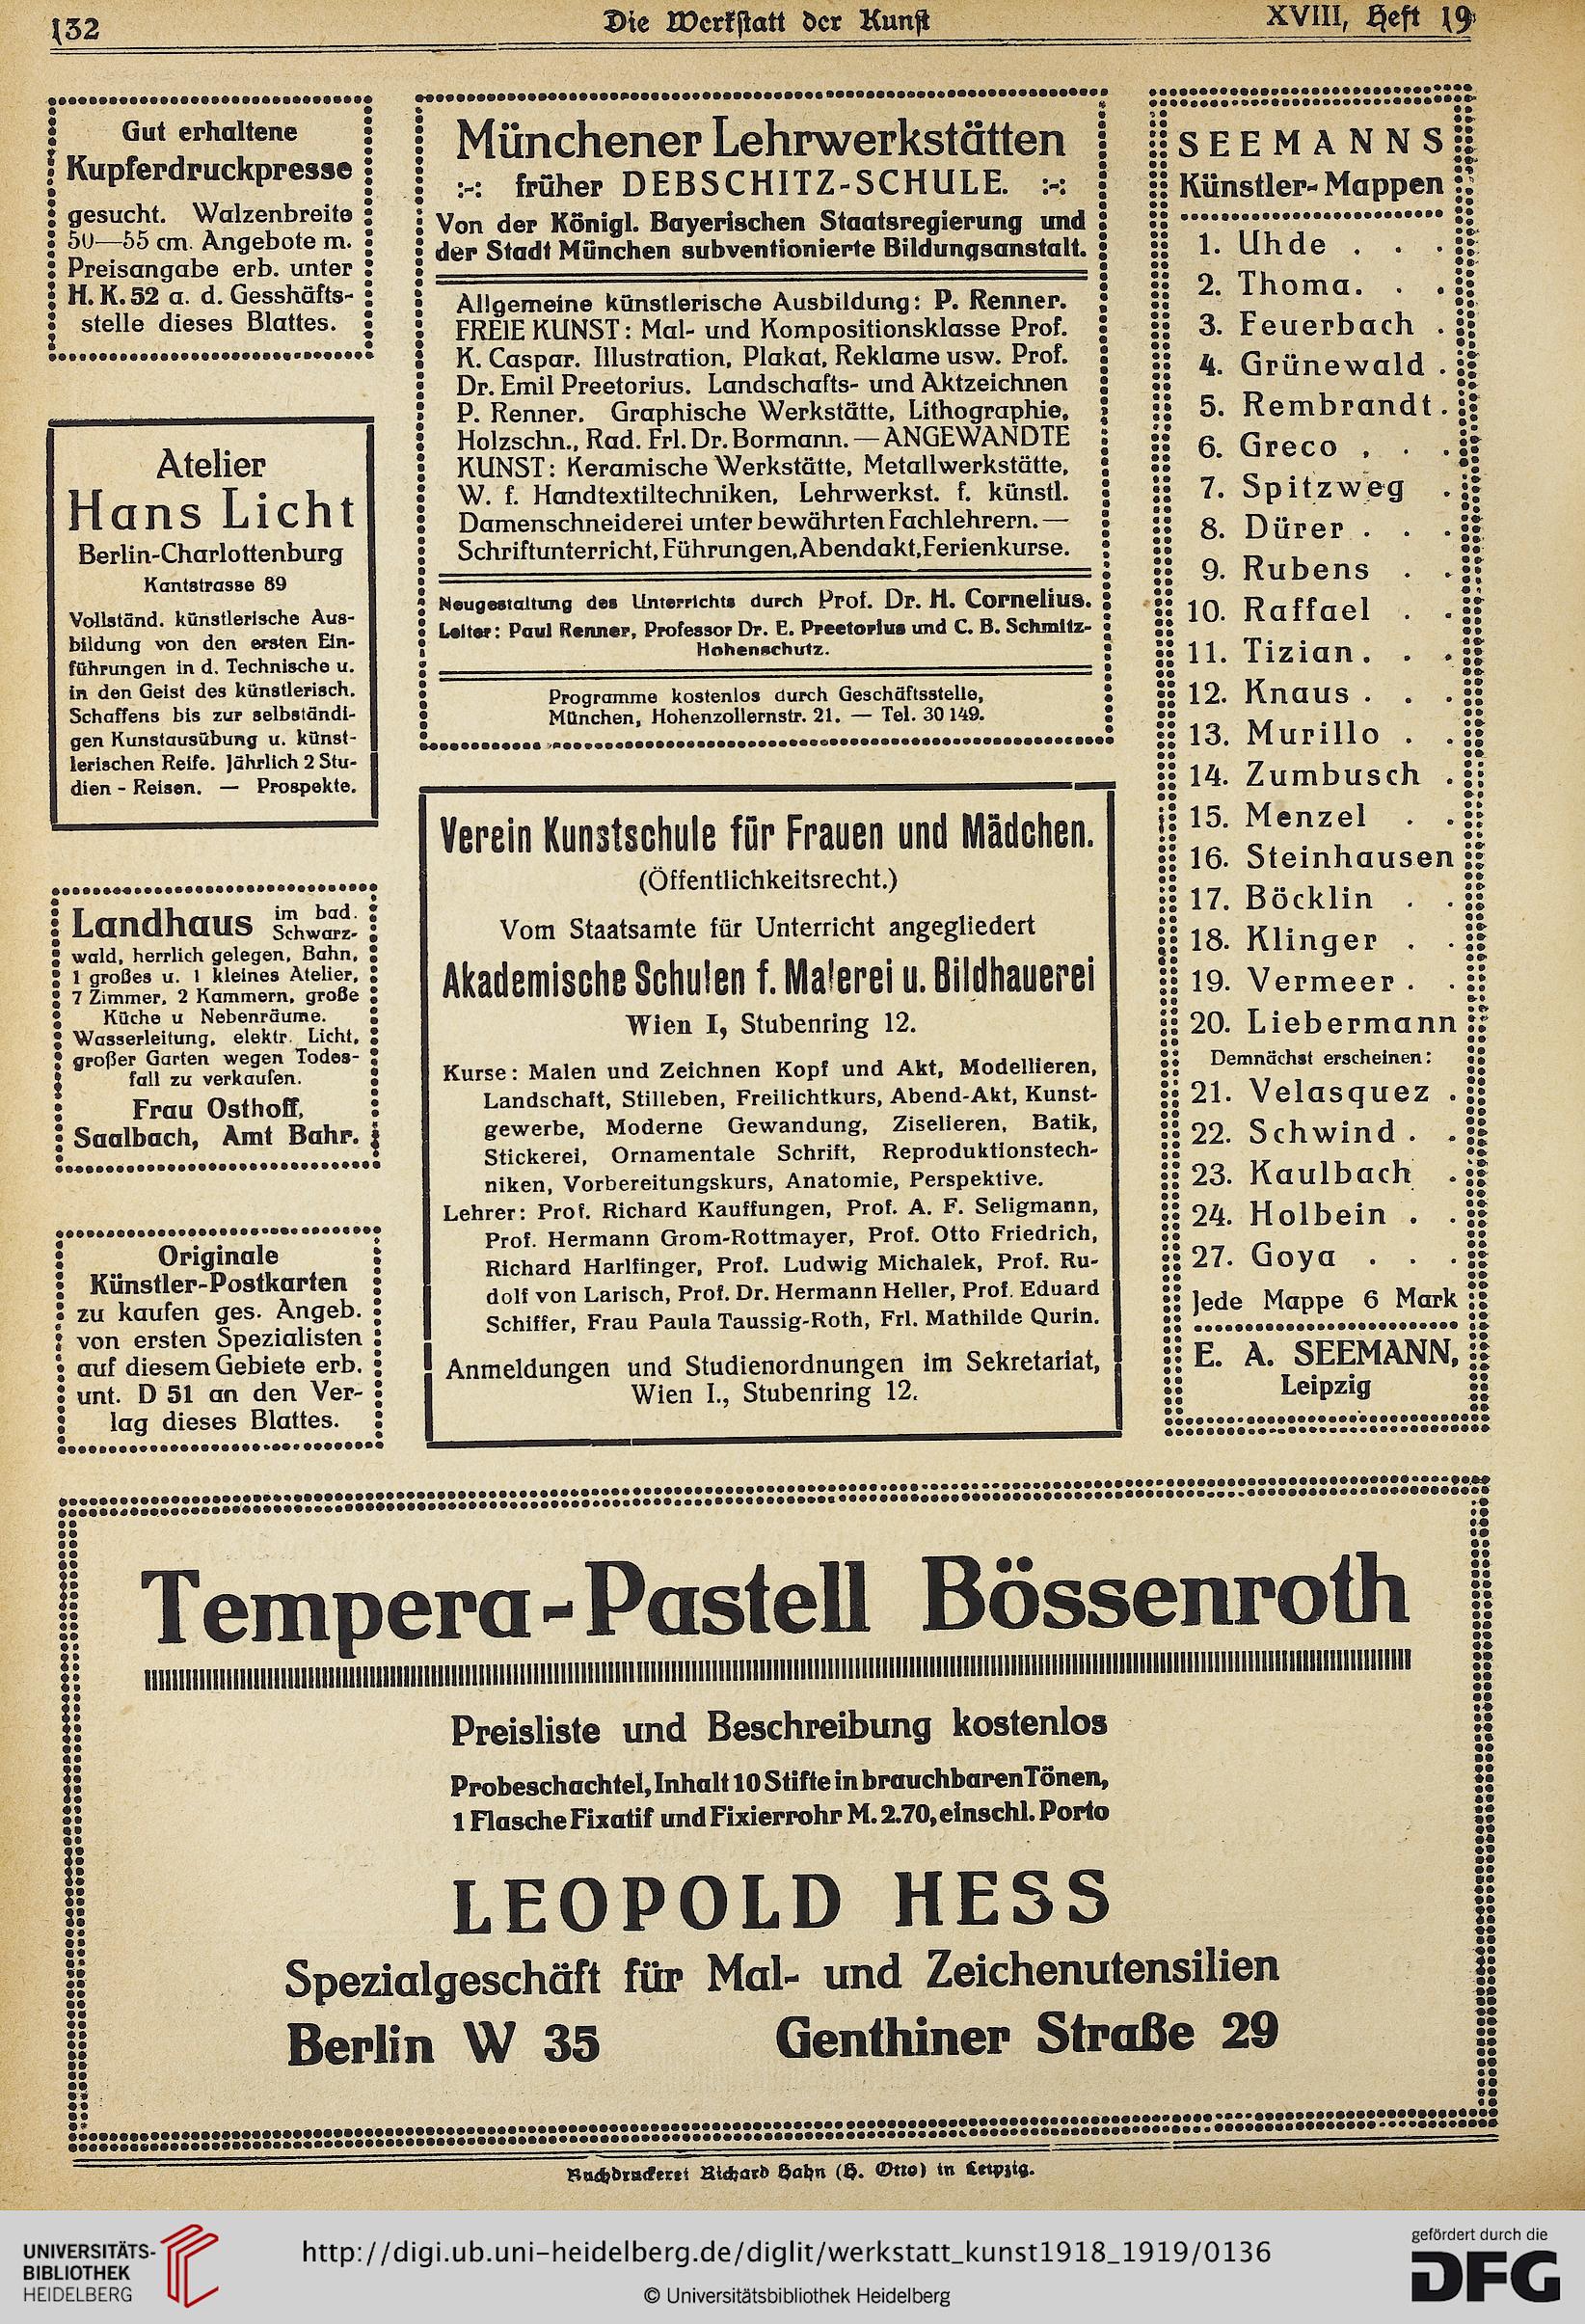 132
Die Werkstatt der Kunst
XVIII, Heft 19
Gut erhaltene
Kupferdruckpresse
gesucht. Walzenbreite
50—55 cm. Angebote m.
Preisangabe erb. unter
H. K. 52 a. d. Gesshäfts-
stelle dieses Blattes.
Atelier
Hans Licht
Berlin-Charlottenburg
Kantstrasse 89
Vollständ. künstlerische Aus-
bildung von den ersten Ein-
führungen in d. Technische u.
in den Geist des künstlerisch.
Schaffens bis zur selbständi-
gen Kunstausübung u. künst-
lerischen Reife. Jährlich 2 Stu-
dien - Reisen. — Prospekte.
Landhaus im bad.
Schwarz-
wald, herrlich gelegen, Bahn,
1 großes u. 1 kleines Atelier,
7 Zimmer, 2 Kammern, große
Küche u Nebenräume.
Wasserleitung, elektr. Licht,
großer Garten wegen Todes-
fall zu verkaufen.
Frau Osthoff,
Saalbach, Amt Bahr.
Originale
Künstler-Postkarten
zu kaufen ges. Angeb.
von ersten Spezialisten
auf diesem Gebiete erb.
unt. D 51 an den Ver-
lag dieses Blattes.
Münchener Lehrwerkstätten
:-: früher DEBSCHITZ-SCHULE. :-:
Von der Königl. Bayerischen Staatsregierung und
der Stadt München subventionierte Bildungsanstalt.
Allgemeine künstlerische Ausbildung: P. Renner.
FREIE KUNST: Mal- und Kompositionsklasse Prof.
K. Caspar. Illustration, Plakat, Reklame usw. Prof.
Dr. Emil Preetorius. Landschafts- und Aktzeichnen
P. Renner. Graphische Werkstätte, Lithographie,
Holzschn., Rad. Frl. Dr. Bormann. — ANGEWANDTE
KUNST: Keramische Werkstätte, Metallwerkstätte,
W. f. Handtextiltechniken, Lehrwerkst. f. künstl.
Damenschneiderei unter bewährten Fachlehrern. —
Schriftunterricht, Führungen, Abendakt, Ferienkurse.
Neugestaltung des Unterrichts durch Prof. Dr. H. Cornelius.
Leiter: Paul Renner, Professor Dr. E. Preetorius und C. B. Schmitz-
Hohenschutz.
Programme kostenlos durch Geschäftsstelle,
München, Hohenzollernstr. 21. — Tel. 30 149.
Verein Kunstschule für Frauen und Mädchen.
(Öffentlichkeitsrecht.)
Vom Staatsamte für Unterricht angegliedert
Akademische Schulen f. Malerei u. Bildhauerei
Wien I, Stubenring 12.
Kurse: Malen und Zeichnen Kopf und Akt, Modellieren,
Landschaft, Stilleben, Freilichtkurs, Abend-Akt, Kunst-
gewerbe, Moderne Gewandung, Ziselieren, Batik,
Stickerei, Ornamentale Schrift, Reproduktionstech-
niken, Vorbereitungskurs, Anatomie, Perspektive.
Lehrer: Prof. Richard Kauffungen, Prof. A. F. Seligmann,
Prof. Hermann Grom-Rottmayer, Prof. Otto Friedrich,
Richard Harlfinger, Prof. Ludwig Michalek, Prof. Ru-
dolf von Larisch, Prof. Dr. Hermann Heller, Prof. Eduard
Schiffer, Frau Paula Taussig-Roth, Frl. Mathilde Qurin.
Anmeldungen und Studienordnungen im Sekretariat,
Wien I., Stubenring 12.
SEEMANNS
Künstler-Mappen
1. Uhde . . .
2. Thoma. . .
3. Feuerbach .
4. Grünewald .
5. Rembrandt .
6. Greco . . .
7. Spitzweg .
8. Dürer . . .
9. Rubens . .
10. Raffael . .
11. Tizian . . .
12. Knaus . . .
13. Murillo . .
14. Zumbusch .
15. Menzel . .
16. Steinhausen
17. Böcklin . .
18. Klinger . .
19. Vermeer . .
20. Liebermann
Demnächst erscheinen:
21. Velasquez .
22. Schwind . .
23. Kaulbach .
24. Holbein . .
27. Goya . . .
Jede Mappe 6 Mark
E. A. SEEMANN,
Leipzig
Tempera-Pastell Bössenroth
Preisliste und Beschreibung kostenlos
Probeschachtel, Inhalt 10 Stifte in brauchbaren Tönen,
1 Flasche Fixatif und Fixierrohr M. 2.70, einschl. Porto
LEOPOLD HESS
Spezialgeschäft für Mal- und Zeichenutensilien
Berlin W 35 Genthiner Straße 29
Buchdruckerei Richard Hahn (H. Otto) in Leipzig.
UNIVERSITÄTS-
BIBLIOTHEK
HEIDELBERG
http://digi.ub.uni-heidelberg.de/diglit/werkstatt_kunst1918_1919/0136
© Universitätsbibliothek Heidelberg
gefördert durch die
DFG